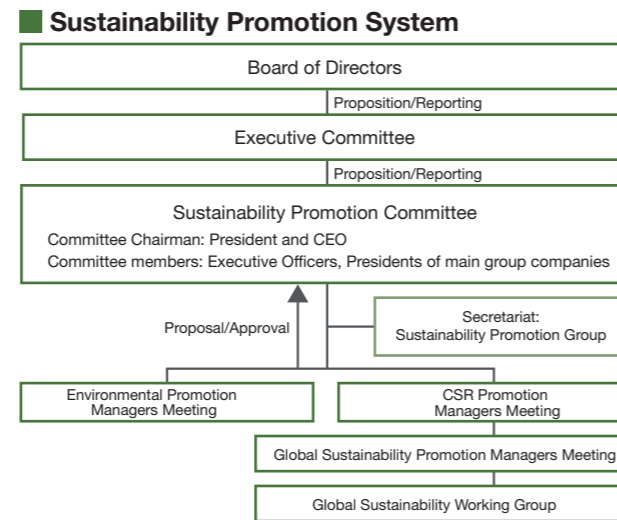 Sustainability Promotion System
Board of Directors
Proposition/Reporting
Executive Committee
Proposition/Reporting
Sustainability Promotion Committee
Committee Chairman: President and CEO
Committee members: Executive Officers, Presidents of main group companies
Proposal/Approval
Secretariat:
Sustainability Promotion Group
Environmental Promotion
Managers Meeting
CSR Promotion
Managers Meeting
Global Sustainability Promotion Managers Meeting
Global Sustainability Working Group